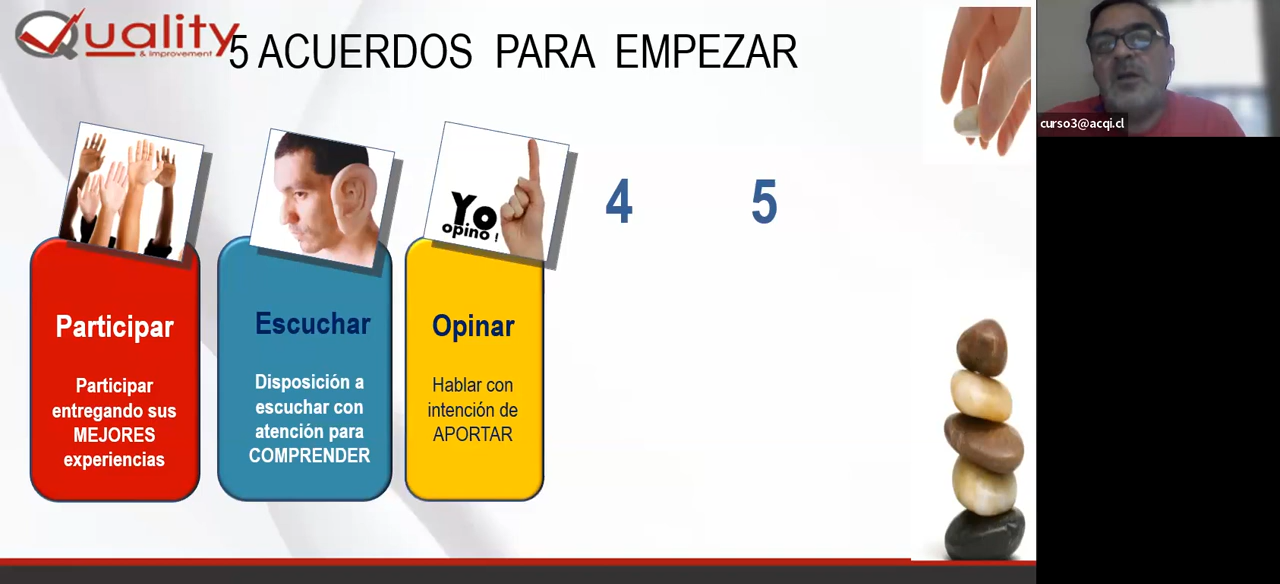 Quality
& Improvement
5 ACUERDOS PARA EMPEZAR
curso3@acqi.cl
Yo
opino !
4
5
Participar
Participar
entregando sus
MEJORES
experiencias
Escuchar
Disposición a
escuchar con
atención para
COMPRENDER
Opinar
Hablar con
intención de
APORTAR